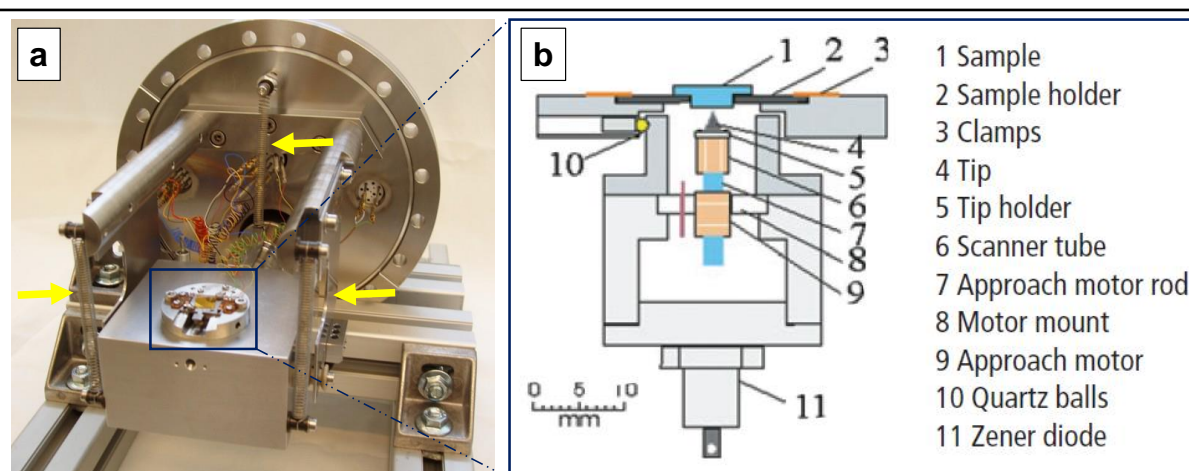 a
b
1
2
3
10
4
5
6
7
8
9
11
0 5 10
mm
1 Sample
2 Sample holder
3 Clamps
4 Tip
5 Tip holder
6 Scanner tube
7 Approach motor rod
8 Motor mount
9 Approach motor
10 Quartz balls
11 Zener diode